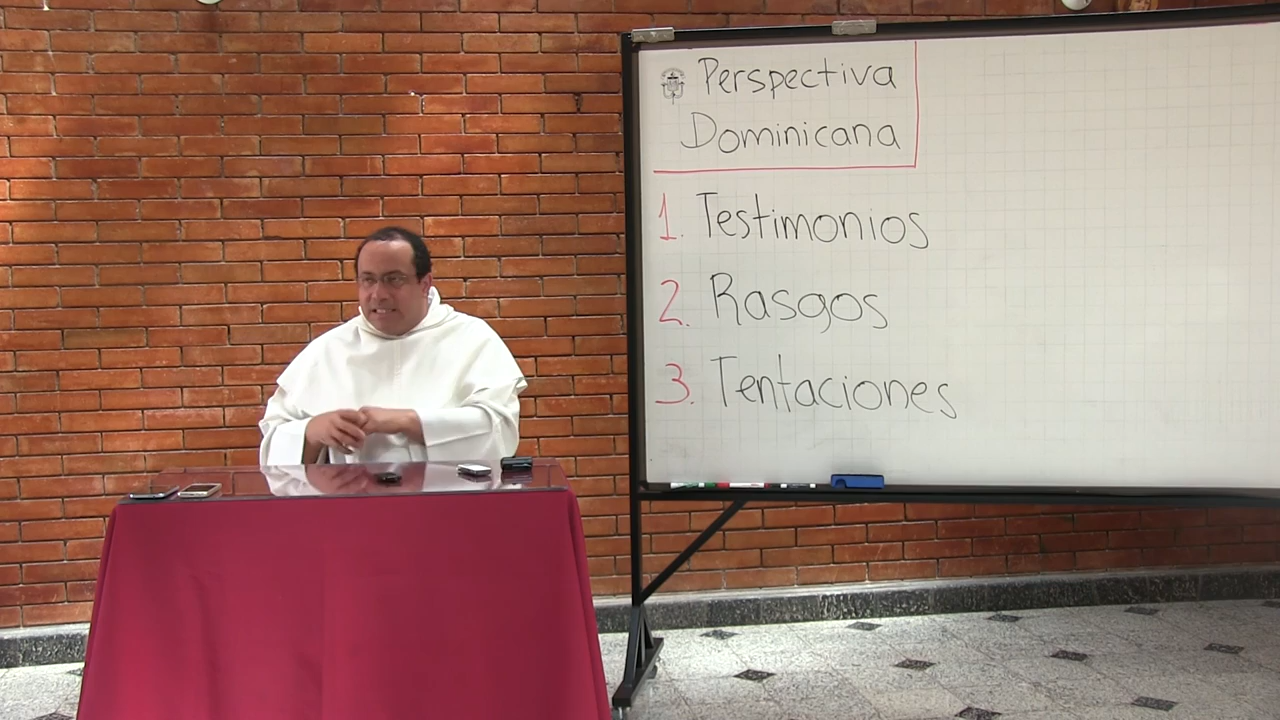 Perspectiva
Dominicana
1. Testimonios
2. Rasgos
3. Tentaciones